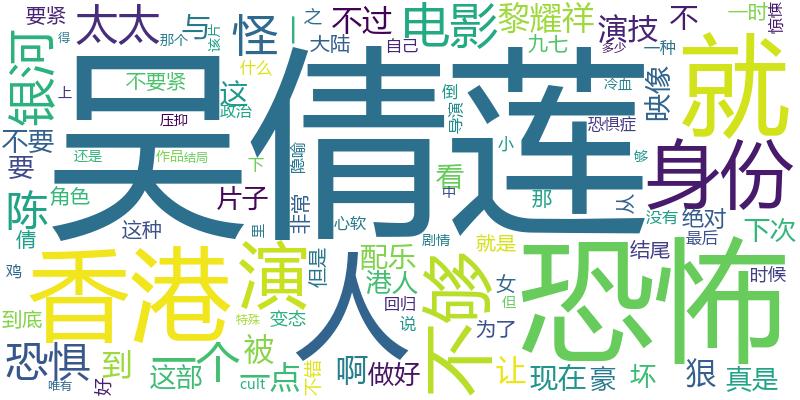 吴倩莲
恐怖
香港
就
人
身份
不够
演
一个
太太
电影
银河
怪
恐惧
陈
不过
黎耀祥
演技
不
与
一
之
大陆
要紧
那个
该片
得
自己
九七
一时
惊悚
多少
一种
映像
冷血
恐惧症
导演
倒
什么
不要紧
这
政治
压抑
上
不要
要
还是
作品
结局
下
隐喻
小
够
看
那
从
中
片子
角色
倩
这种
里
非常
心软
剧情
没有
绝对
最后
下次
结尾
就是
女
但
时候
配乐
港人
回归
说
但是
鸡
到底
特殊
变态
到
被
为了
让
现在
豪
坏
狠
真是
啊
做好
一点
这部
cult
不错
唯有
好